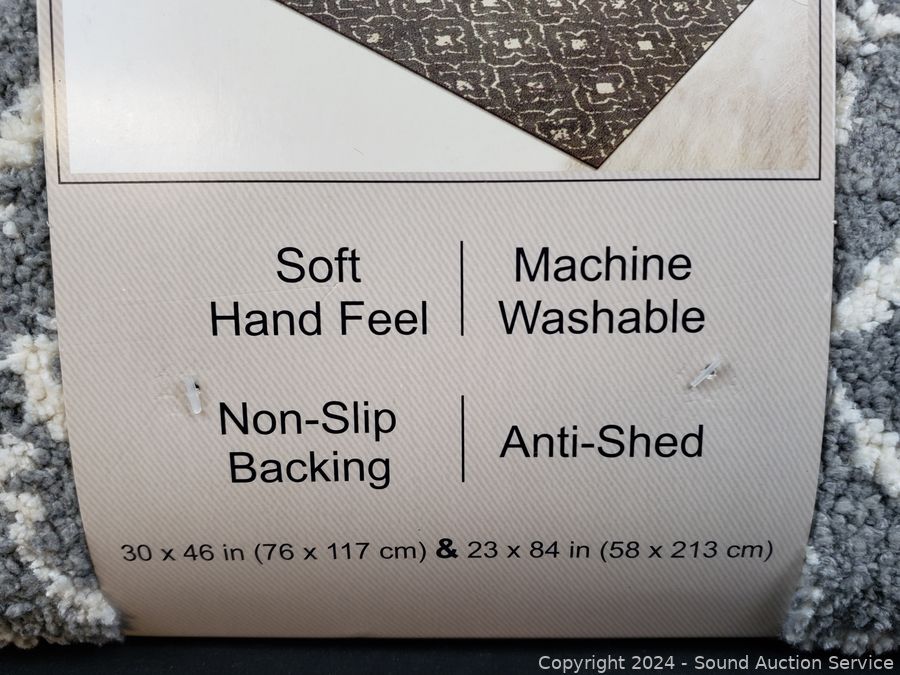 Soft
Hand Feel
Machine
Washable
Non-Slip
Backing
Anti-Shed
30 x 46 in (76 x 117 cm) & 23 x 84 in (58 x 213 cm)
Copyright 2024 - Sound Auction Service